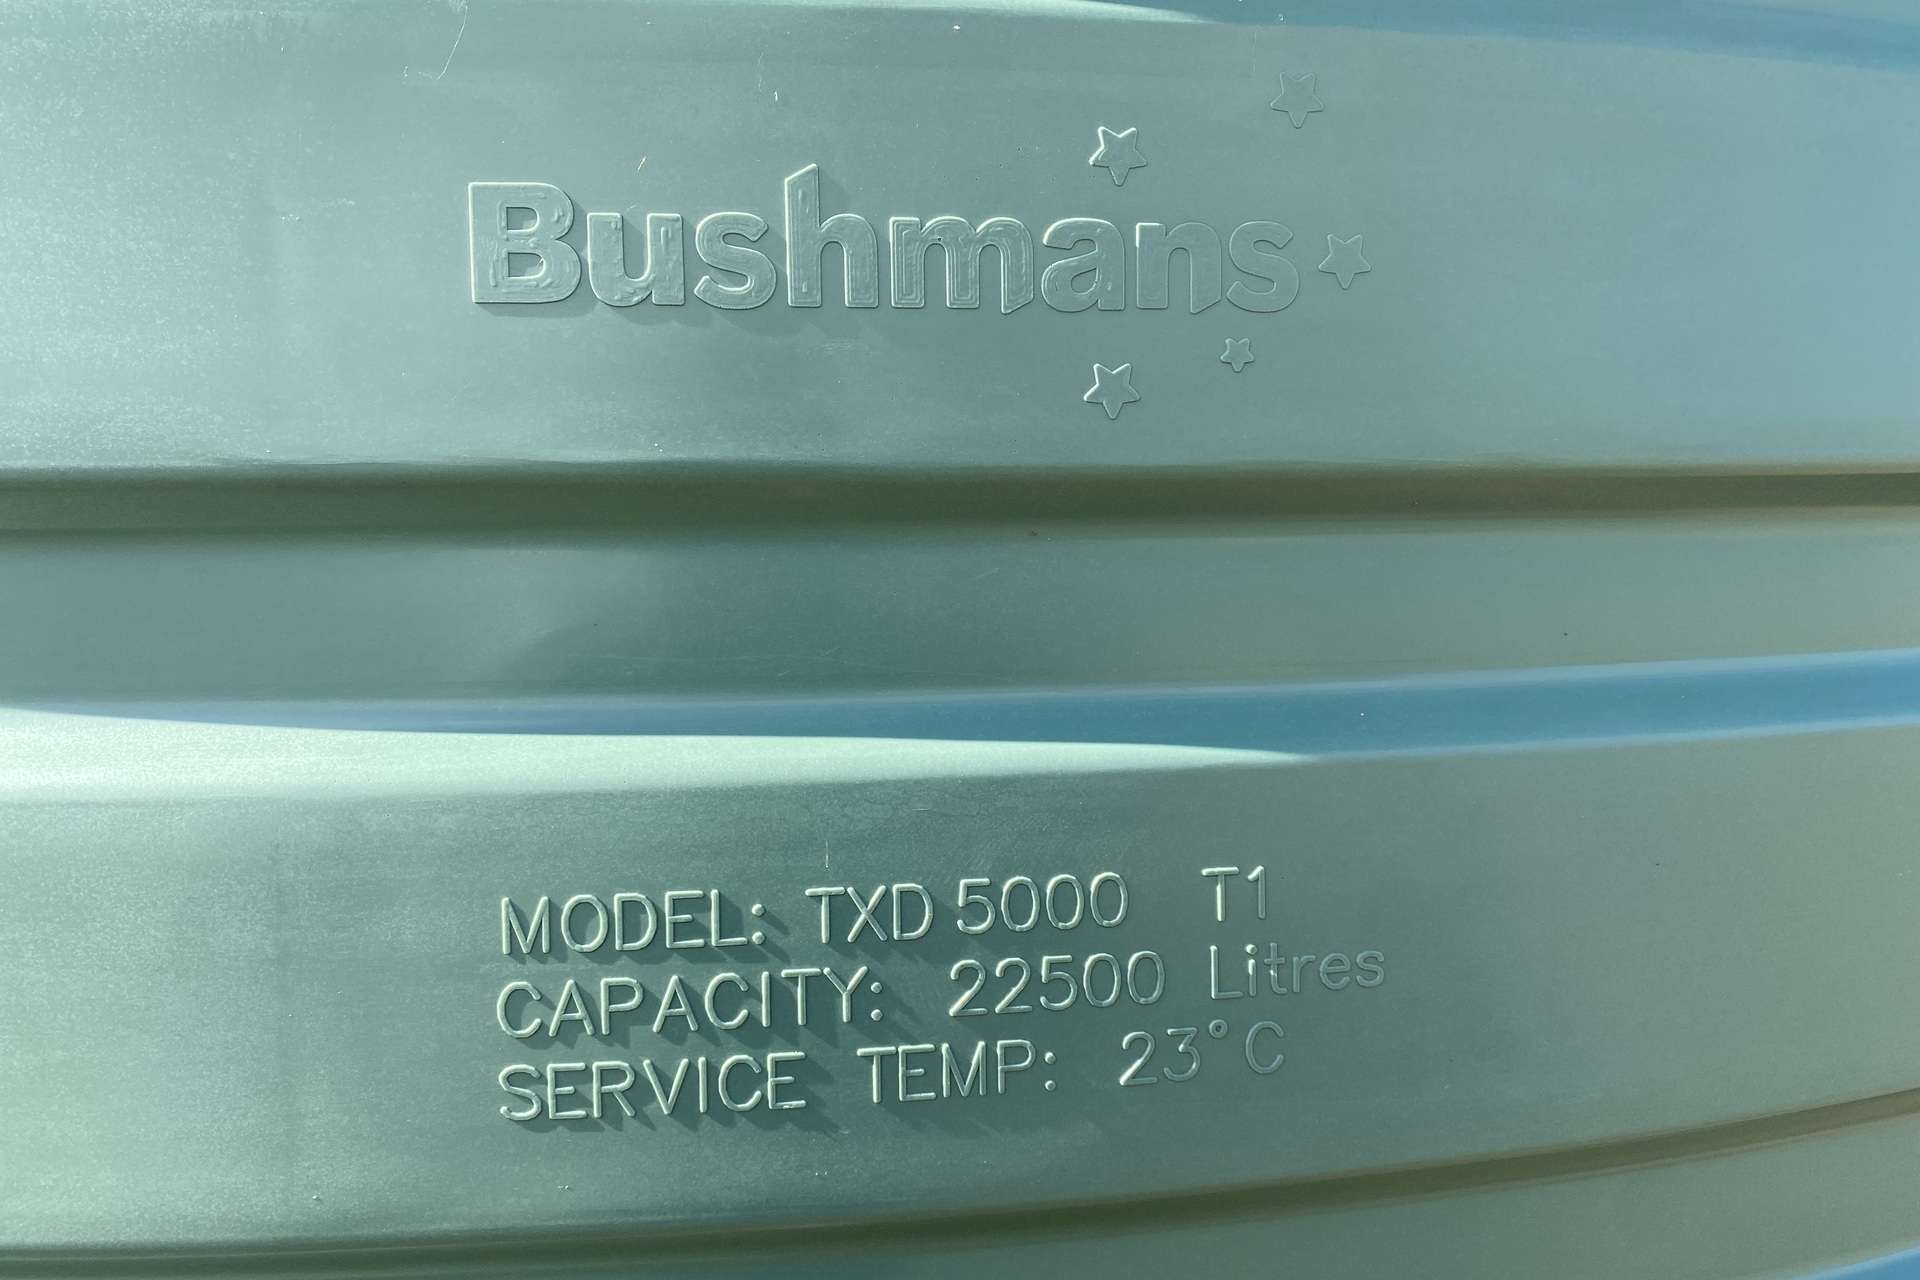 Bushmans
MODEL: TXD 5000 T1
CAPACITY: 22500 Litres
SERVICE TEMP: 23°C